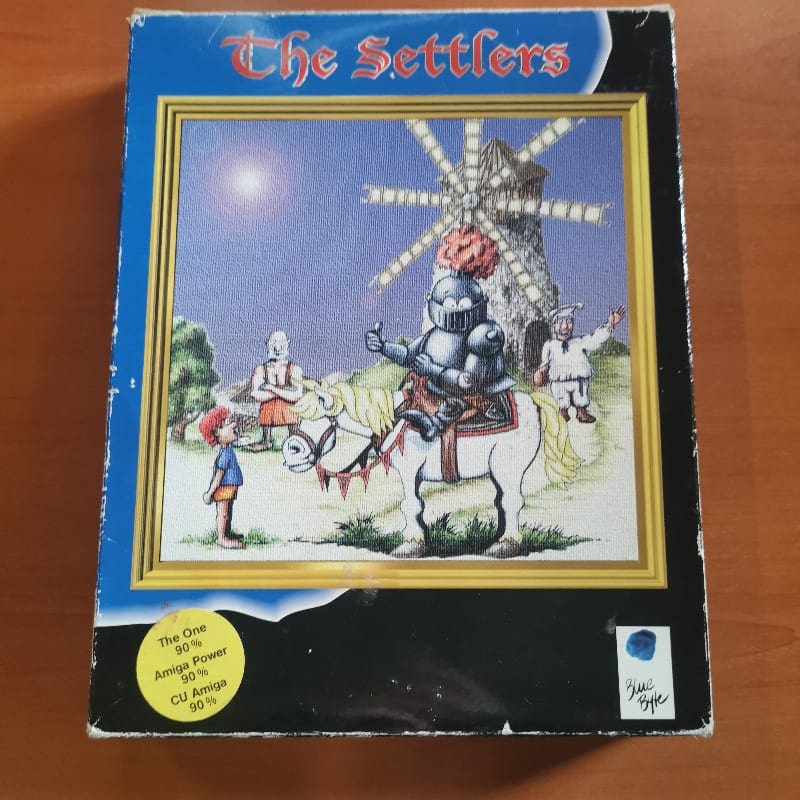 The Settlers
The One
90%
Amiga Power
90%
CU Amiga
90%
Blue
Byte